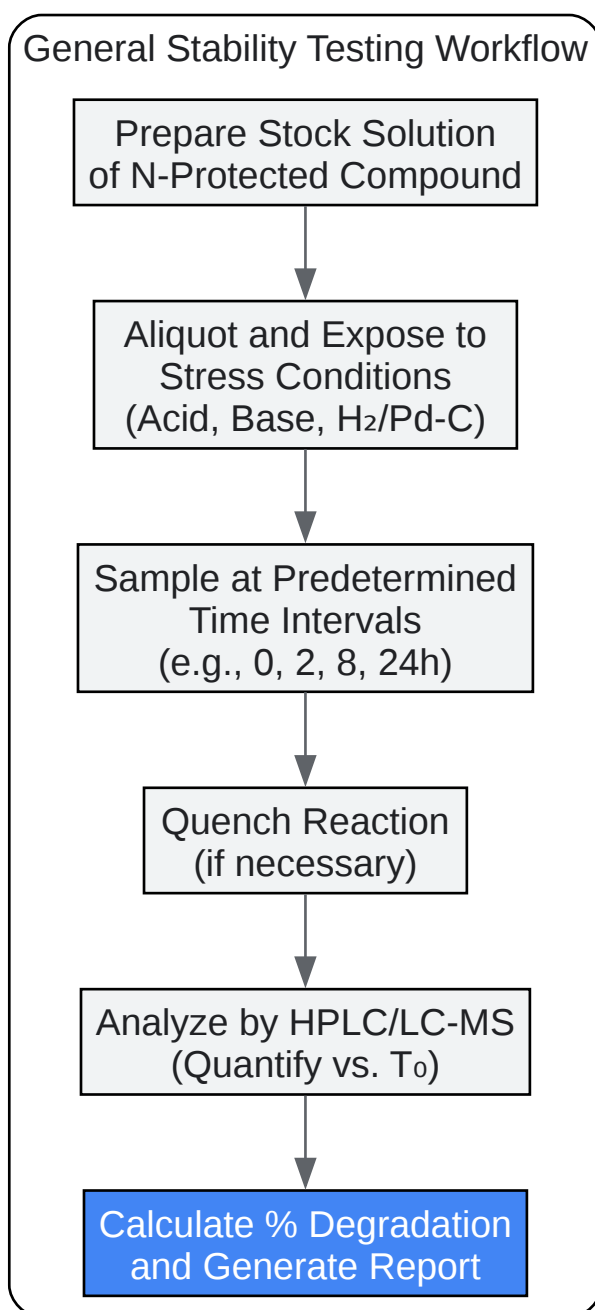 General Stability Testing Workflow
Prepare Stock Solution
of N-Protected Compound
Aliquot and Expose to
Stress Conditions
(Acid, Base, H₂/Pd-C)
Sample at Predetermined
Time Intervals
(e.g., 0, 2, 8, 24h)
Quench Reaction
(if necessary)
Analyze by HPLC/LC-MS
(Quantify vs. T₀)
Calculate % Degradation
and Generate Report